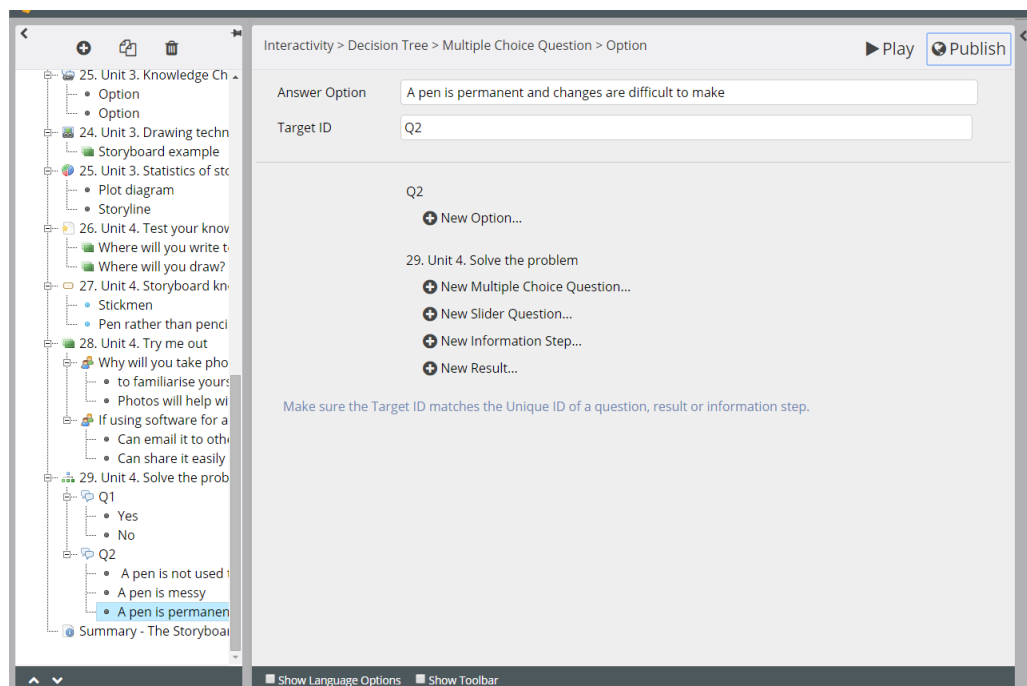 25. Unit 3. Knowledge Ch
Option
Option
24. Unit 3. Drawing techn
Storyboard example
25. Unit 3. Statistics of sto
Plot diagram
Storyline
26. Unit 4. Test your know
Where will you write t
Where will you draw?
27. Unit 4. Storyboard kn
Stickmen
Pen rather than penci
28. Unit 4. Try me out
Why will you take pho
to familiarise yours
Photos will help wi
If using software for a
Can email it to othe
Can share it easily
29. Unit 4. Solve the prob
Q1
Yes
No
Q2
A pen is not used t
A pen is messy
A pen is permanen
Summary - The Storyboar
Interactivity > Decision Tree > Multiple Choice Question > Option
Play
Publish
Answer Option
A pen is permanent and changes are difficult to make
Target ID
Q2
Q2
New Option...
29. Unit 4. Solve the problem
New Multiple Choice Question...
New Slider Question...
New Information Step...
New Result...
Make sure the Target ID matches the Unique ID of a question, result or information step.
Show Language Options
Show Toolbar